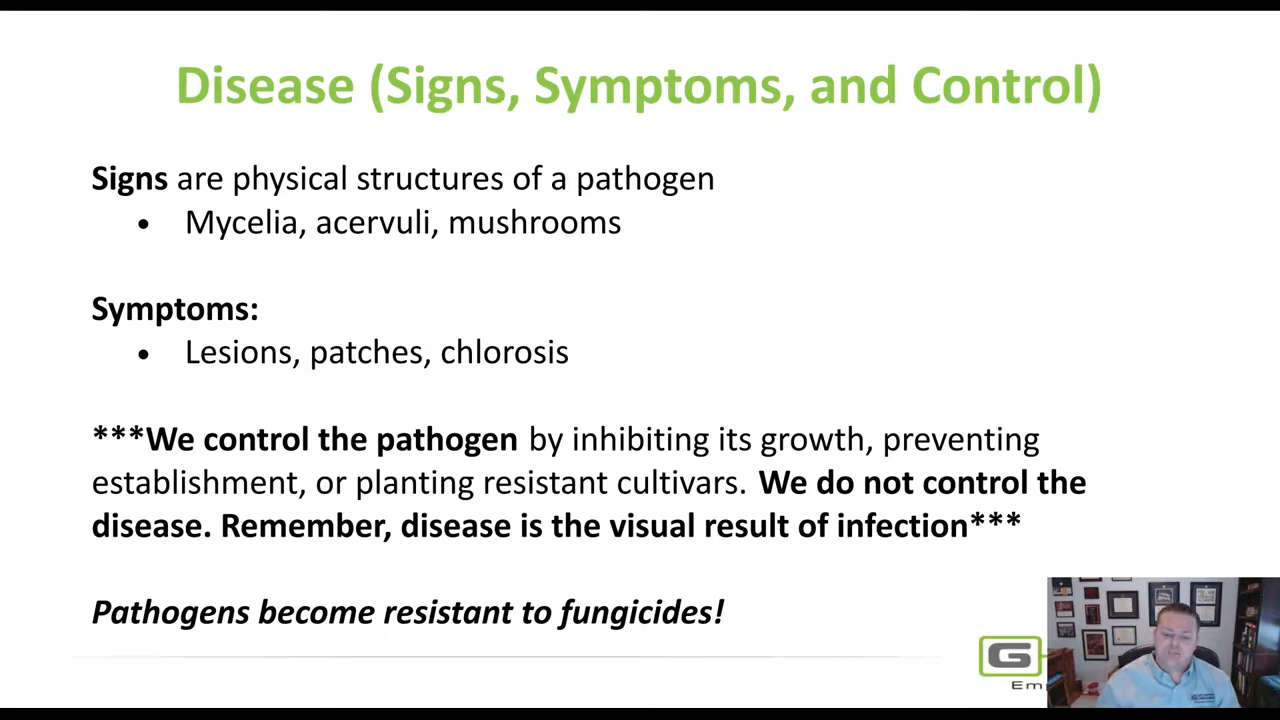 Disease (Signs, Symptoms, and Control)
Signs are physical structures of a pathogen
• Mycelia, acervuli, mushrooms
Symptoms:
• Lesions, patches, chlorosis
***We control the pathogen by inhibiting its growth, preventing
establishment, or planting resistant cultivars. We do not control the
disease. Remember, disease is the visual result of infection***
Pathogens become resistant to fungicides!
G
Em